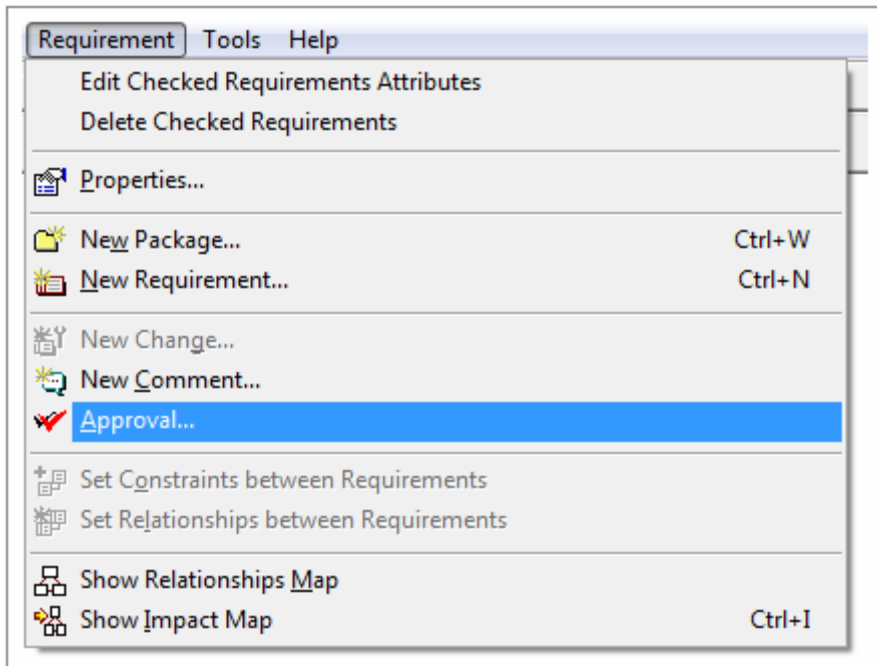 Requirement Tools Help
Edit Checked Requirements Attributes
Delete Checked Requirements
Properties...
New Package... Ctrl+W
New Requirement... Ctrl+N
New Change...
New Comment...
Approval...
Set Constraints between Requirements
Set Relationships between Requirements
Show Relationships Map
Show Impact Map Ctrl+I